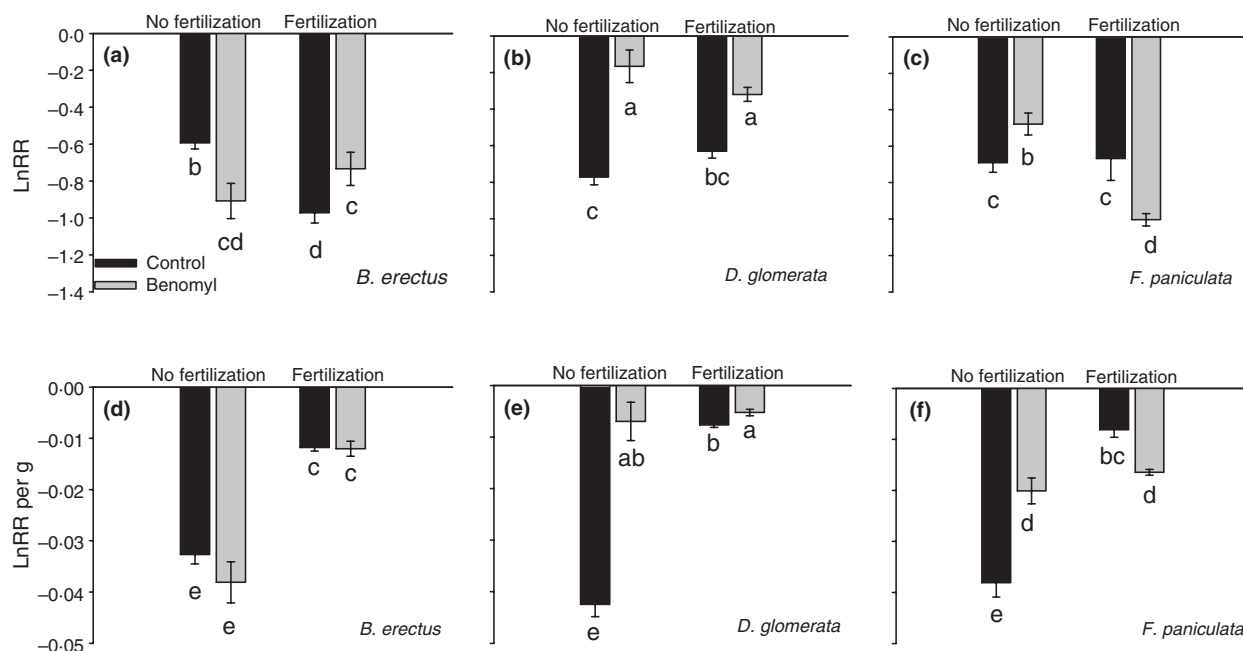 No fertilization Fertilization
0·0
−0·2
−0·4
−0·6
−0·8
−1·0
−1·2
−1·4
LnRR
(a)
b
cd
d
c
Control
Benomyl
B. erectus
No fertilization Fertilization
(b)
c
a
bc
a
D. glomerata
No fertilization Fertilization
(c)
c
b
c
d
F. paniculata
No fertilization Fertilization
0·00
−0·01
−0·02
−0·03
−0·04
−0·05
LnRR per g
(d)
e
e
c
c
B. erectus
No fertilization Fertilization
(e)
e
ab
b
a
D. glomerata
No fertilization Fertilization
(f)
e
d
bc
d
F. paniculata